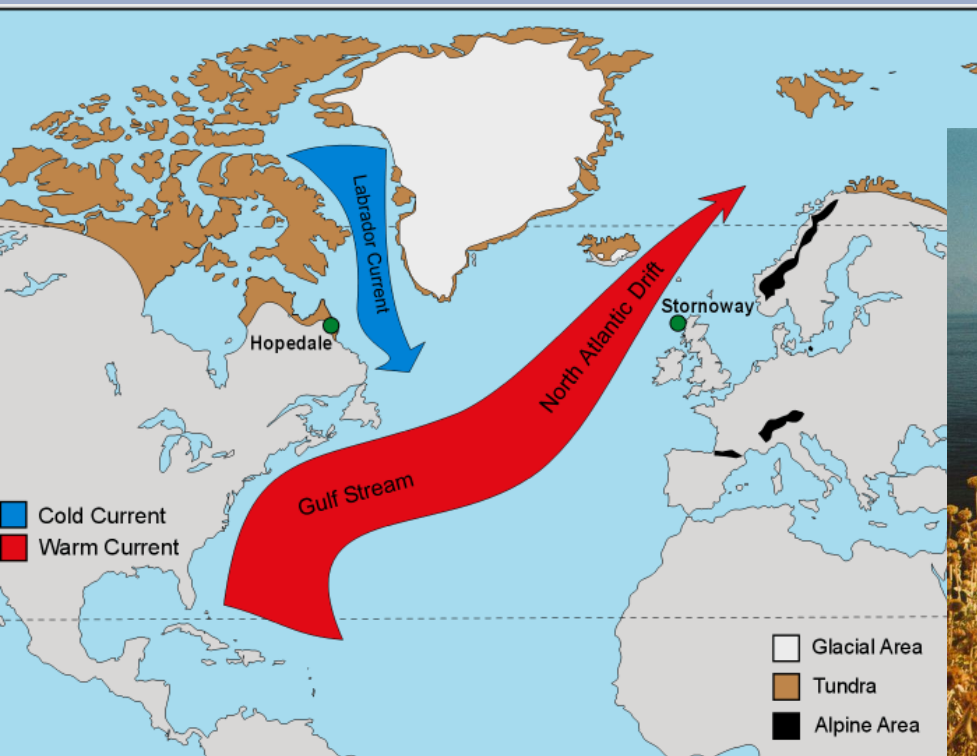 Labrador Current
Hopedale
Stornoway
North Atlantic Drift
Gulf Stream
Cold Current
Warm Current
Glacial Area
Tundra
Alpine Area